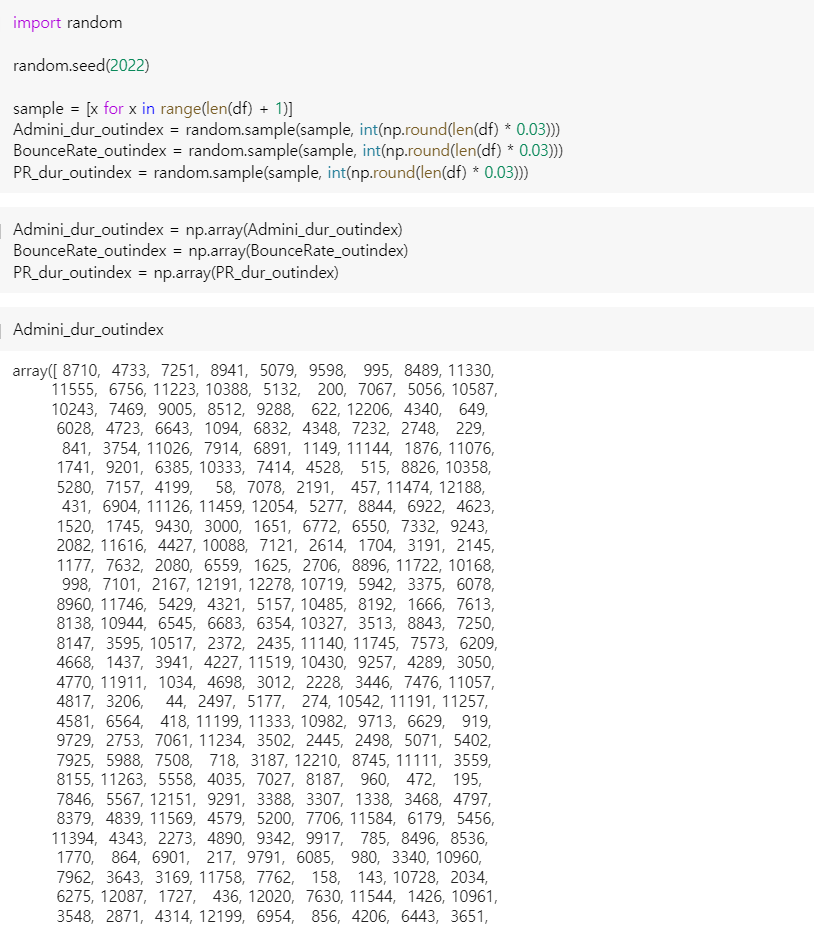 import random
random.seed(2022)
sample = [x for x in range(len(df) + 1)]
Admini_dur_outindex = random.sample(sample, int(np.round(len(df) * 0.03)))
BounceRate_outindex = random.sample(sample, int(np.round(len(df) * 0.03)))
PR_dur_outindex = random.sample(sample, int(np.round(len(df) * 0.03)))
Admini_dur_outindex = np.array(Admini_dur_outindex)
BounceRate_outindex = np.array(BounceRate_outindex)
PR_dur_outindex = np.array(PR_dur_outindex)
Admini_dur_outindex
array([ 8710, 4733, 7251, 8941, 5079, 9598, 995, 8489, 11330,
11555, 6756, 11223, 10388, 5132, 200, 7067, 5056, 10587,
10243, 7469, 9005, 8512, 9288, 622, 12206, 4340, 649,
6028, 4723, 6643, 1094, 6832, 4348, 7232, 2748, 229,
841, 3754, 11026, 7914, 6891, 1149, 11144, 1876, 11076,
1741, 9201, 6385, 10333, 7414, 4528, 515, 8826, 10358,
5280, 7157, 4199, 58, 7078, 2191, 457, 11474, 12188,
431, 6904, 11126, 11459, 12054, 5277, 8844, 6922, 4623,
1520, 1745, 9430, 3000, 1651, 6772, 6550, 7332, 9243,
2082, 11616, 4427, 10088, 7121, 2614, 1704, 3191, 2145,
1177, 7632, 2080, 6559, 1625, 2706, 8896, 11722, 10168,
998, 7101, 2167, 12191, 12278, 10719, 5942, 3375, 6078,
8960, 11746, 5429, 4321, 5157, 10485, 8192, 1666, 7613,
8138, 10944, 6545, 6683, 6354, 10327, 3513, 8843, 7250,
8147, 3595, 10517, 2372, 2435, 11140, 11745, 7573, 6209,
4668, 1437, 3941, 4227, 11519, 10430, 9257, 4289, 3050,
4770, 11911, 1034, 4698, 3012, 2228, 3446, 7476, 11057,
4817, 3206, 44, 2497, 5177, 274, 10542, 11191, 11257,
4581, 6564, 418, 11199, 11333, 10982, 9713, 6629, 919,
9729, 2753, 7061, 11234, 3502, 2445, 2498, 5071, 5402,
7925, 5988, 7508, 718, 3187, 12210, 8745, 11111, 3559,
8155, 11263, 5558, 4035, 7027, 8187, 960, 472, 195,
7846, 5567, 12151, 9291, 3388, 3307, 1338, 3468, 4797,
8379, 4839, 11569, 4579, 5200, 7706, 11584, 6179, 5456,
11394, 4343, 2273, 4890, 9342, 9917, 785, 8496, 8536,
1770, 864, 6901, 217, 9791, 6085, 980, 3340, 10960,
7962, 3643, 3169, 11758, 7762, 158, 143, 10728, 2034,
6275, 12087, 1727, 436, 12020, 7630, 11544, 1426, 10961,
3548, 2871, 4314, 12199, 6954, 856, 4206, 6443, 3651,